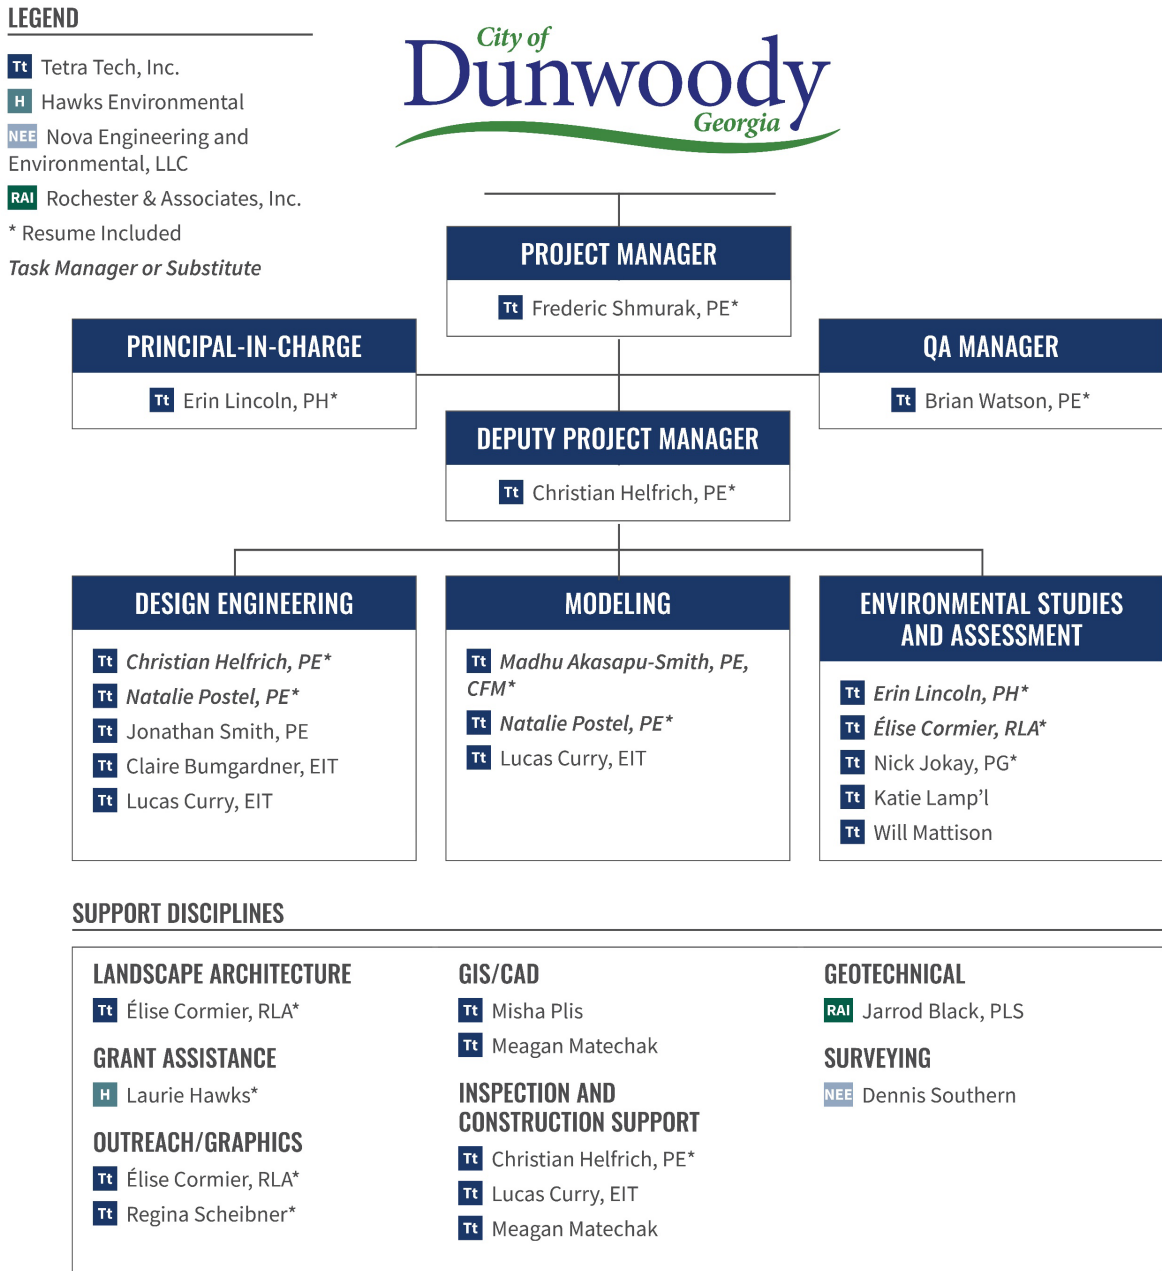 LEGEND
Tt Tetra Tech, Inc.
H Hawks Environmental
NEE Nova Engineering and
Environmental, LLC
RAI Rochester & Associates, Inc.
* Resume Included
Task Manager or Substitute
City of
Dunwoody
Georgia
PROJECT MANAGER
Tt Frederic Shmurak, PE*
PRINCIPAL-IN-CHARGE
Tt Erin Lincoln, PH*
QA MANAGER
Tt Brian Watson, PE*
DEPUTY PROJECT MANAGER
Tt Christian Helfrich, PE*
DESIGN ENGINEERING
Tt Christian Helfrich, PE*
Tt Natalie Postel, PE*
Tt Jonathan Smith, PE
Tt Claire Bumgardner, EIT
Tt Lucas Curry, EIT
MODELING
Tt Madhu Akasapu-Smith, PE,
CFM*
Tt Natalie Postel, PE*
Tt Lucas Curry, EIT
ENVIRONMENTAL STUDIES
AND ASSESSMENT
Tt Erin Lincoln, PH*
Tt Élise Cormier, RLA*
Tt Nick Jokay, PG*
Tt Katie Lamp’l
Tt Will Mattison
SUPPORT DISCIPLINES
LANDSCAPE ARCHITECTURE
Tt Élise Cormier, RLA*
GRANT ASSISTANCE
H Laurie Hawks*
OUTREACH/GRAPHICS
Tt Élise Cormier, RLA*
Tt Regina Scheibner*
GIS/CAD
Tt Misha Plis
Tt Meagan Matechak
INSPECTION AND
CONSTRUCTION SUPPORT
Tt Christian Helfrich, PE*
Tt Lucas Curry, EIT
Tt Meagan Matechak
GEOTECHNICAL
RAI Jarrod Black, PLS
SURVEYING
NEE Dennis Southern